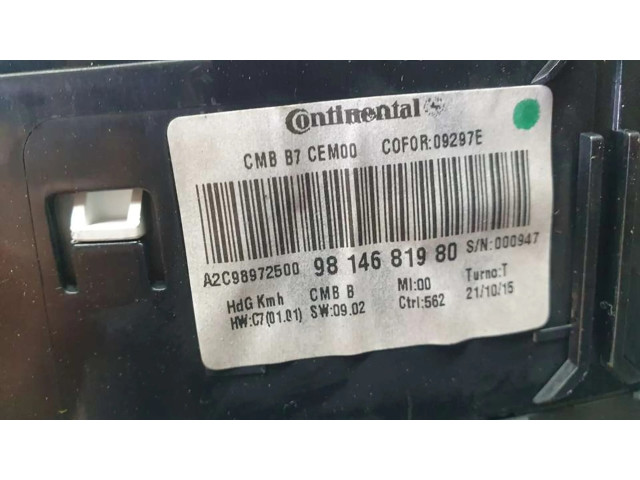 Continental
CMB B7 CEM00 COFOR:09297E
A2C98972500 98 146 819 80 S/N:000947
HdG Kmh CMB B MI:00 Turno:T
HW:C7(01.01) SW:09.02 Ctrl:562 21/10/15